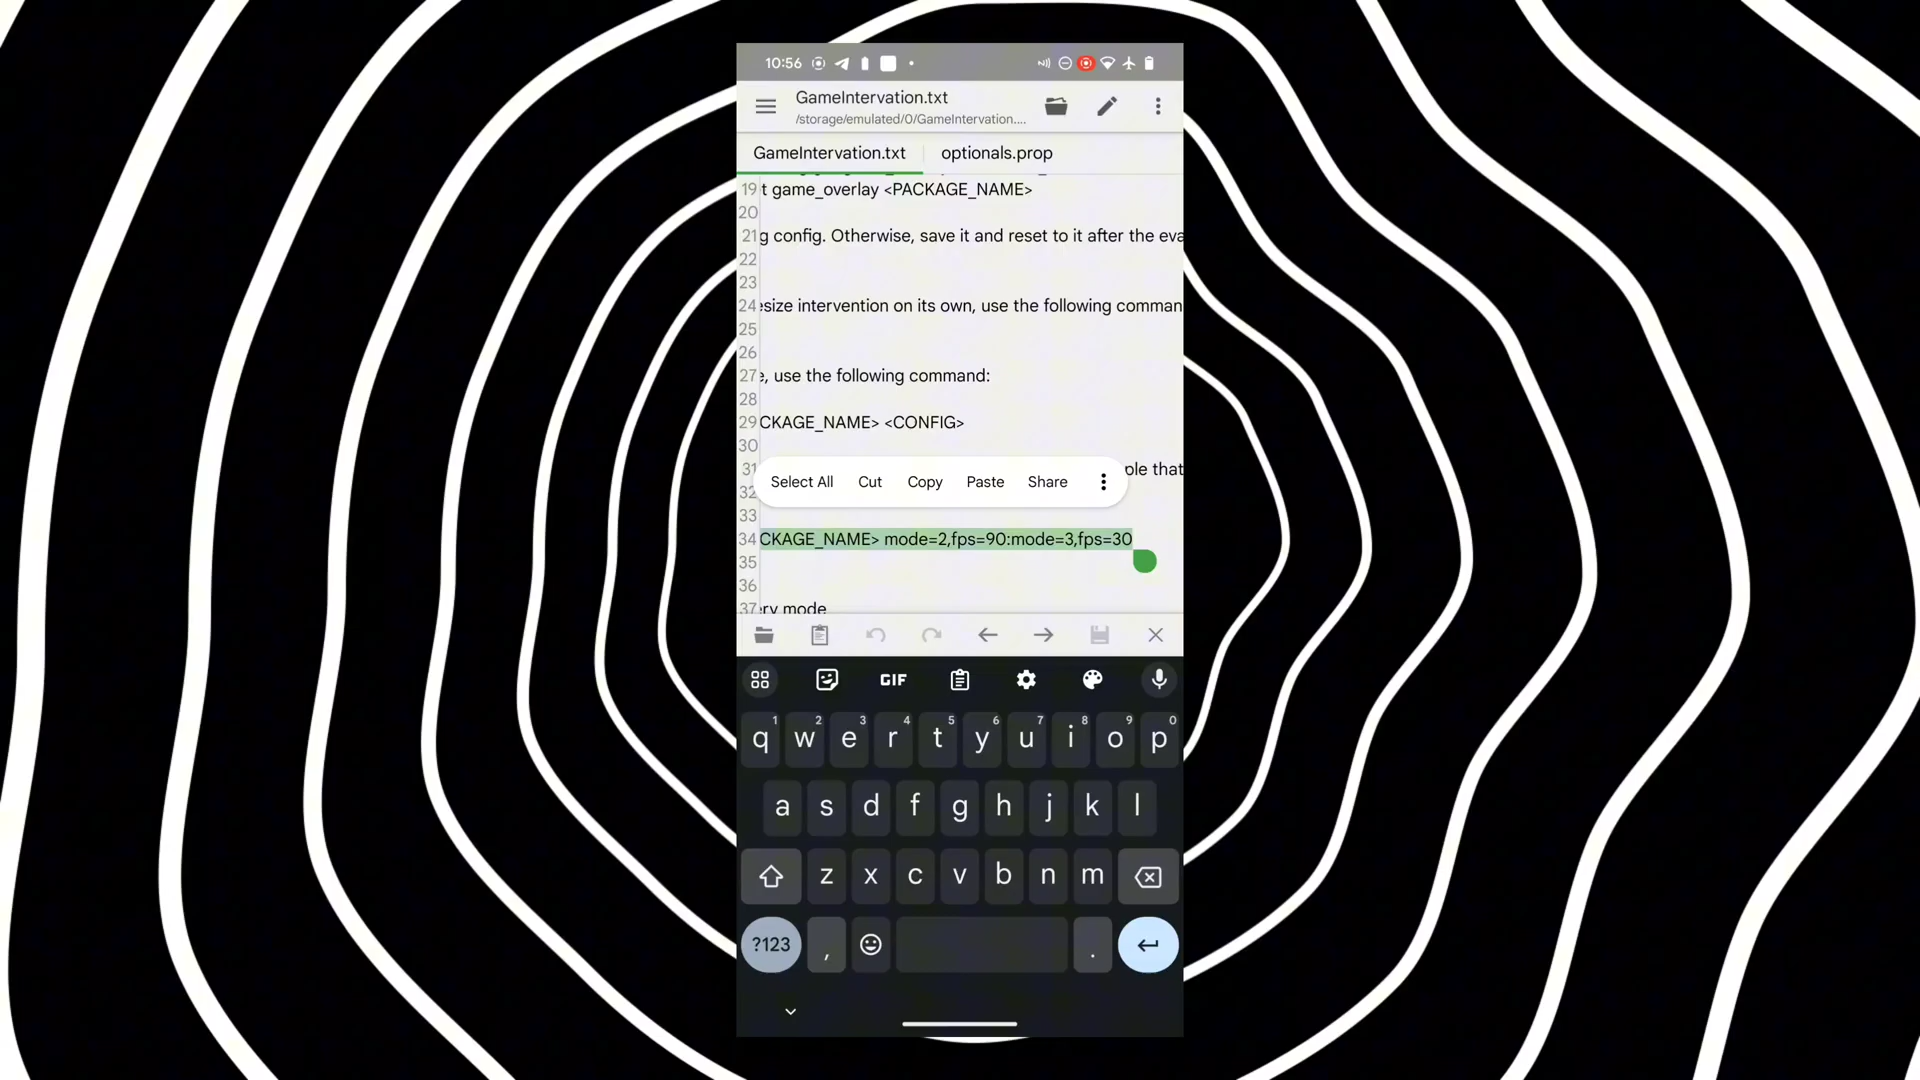 10:56
GameIntervation.txt
/storage/emulated/0/GameIntervation....
GameIntervation.txt
optionals.prop
19 t game_overlay <PACKAGE_NAME>
20
21 g config. Otherwise, save it and reset to it after the eva
22
23
24 esize intervention on its own, use the following comman
25
26
27 e, use the following command:
28
29 CKAGE_NAME> <CONFIG>
30
31 ple that
Select All Cut Copy Paste Share
32
33
34 CKAGE_NAME> mode=2,fps=90:mode=3,fps=30
35
36
37 ery mode
GIF
1 2 3 4 5 6 7 8 9 0
q w e r t y u i o p
a s d f g h j k l
z x c v b n m
?123 , .